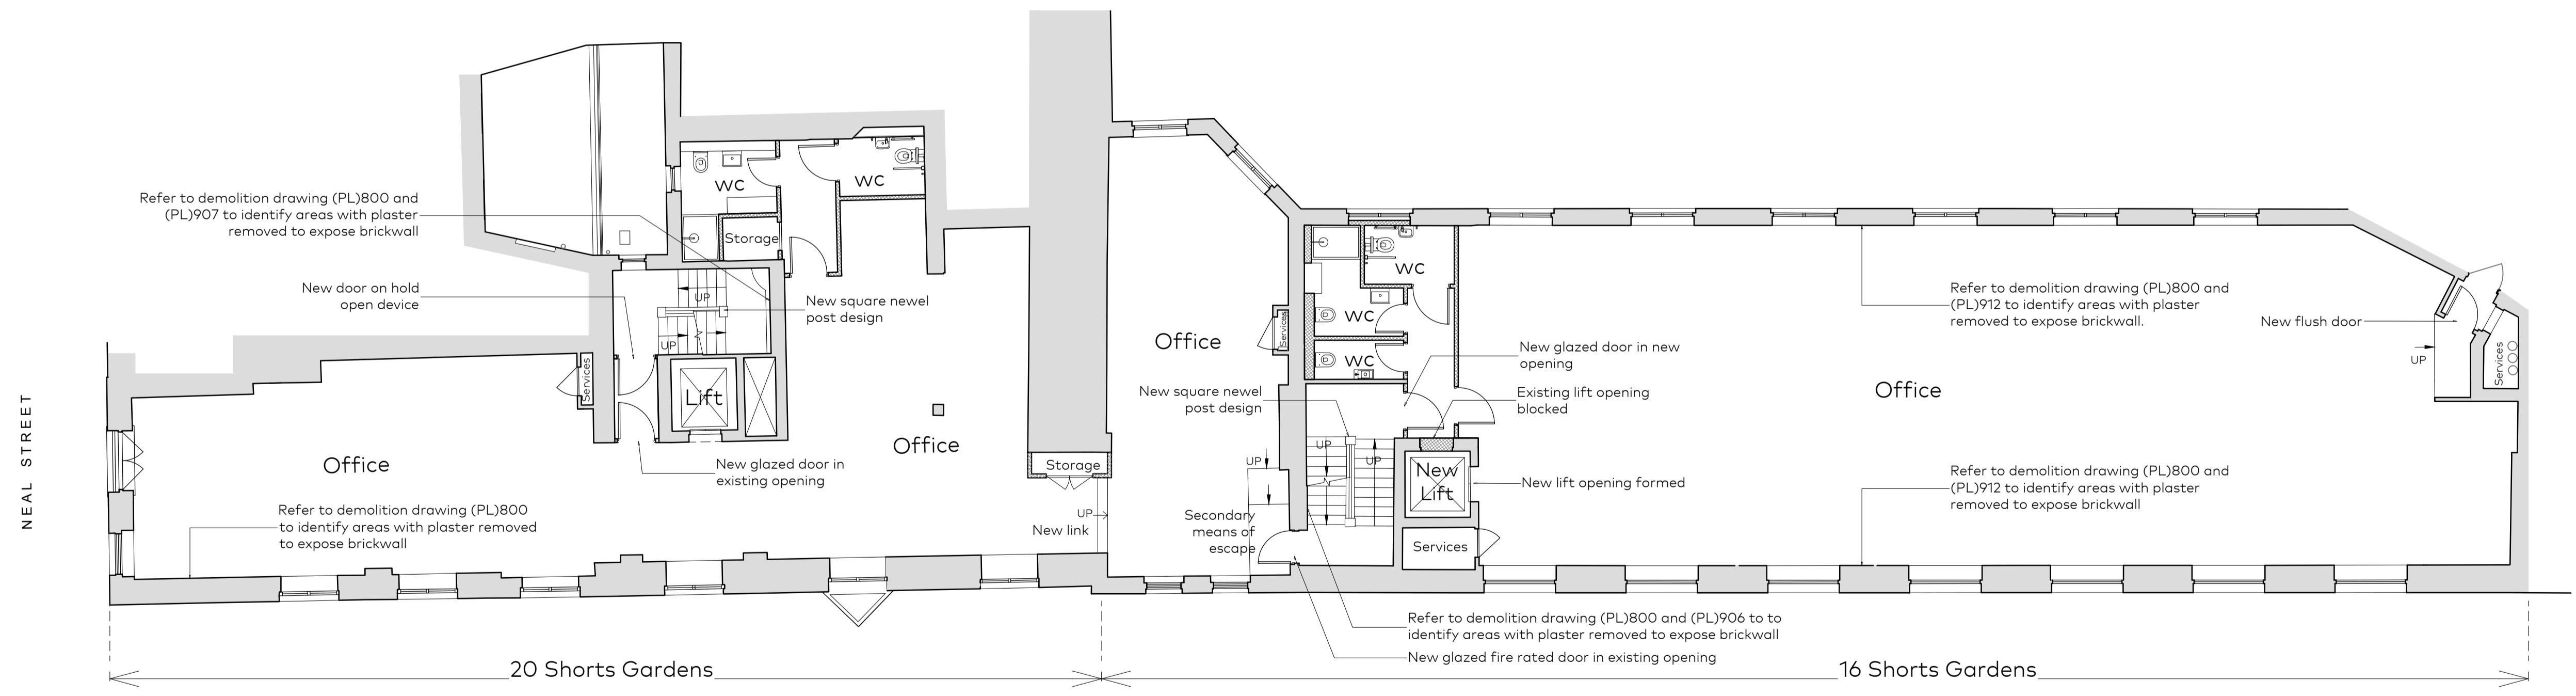 NEAL STREET
Refer to demolition drawing (PL)800 and
(PL)907 to identify areas with plaster
removed to expose brickwall
New door on hold
open device
WC
WC
Storage
UP
UP
New square newel
post design
Services
Lift
Office
Office
New glazed door in
existing opening
Refer to demolition drawing (PL)800
to identify areas with plaster removed
to expose brickwall
Storage
UP
New link
Office
Services
WC
WC
WC
New square newel
post design
New glazed door in new
opening
Existing lift opening
blocked
UP
UP
UP
New
Lift
New lift opening formed
Secondary
means of
escape
Services
Refer to demolition drawing (PL)800 and
(PL)912 to identify areas with plaster
removed to expose brickwall.
New flush door
UP
Services
Office
Refer to demolition drawing (PL)800 and
(PL)912 to identify areas with plaster
removed to expose brickwall
Refer to demolition drawing (PL)800 and (PL)906 to to
identify areas with plaster removed to expose brickwall
New glazed fire rated door in existing opening
20 Shorts Gardens
16 Shorts Gardens